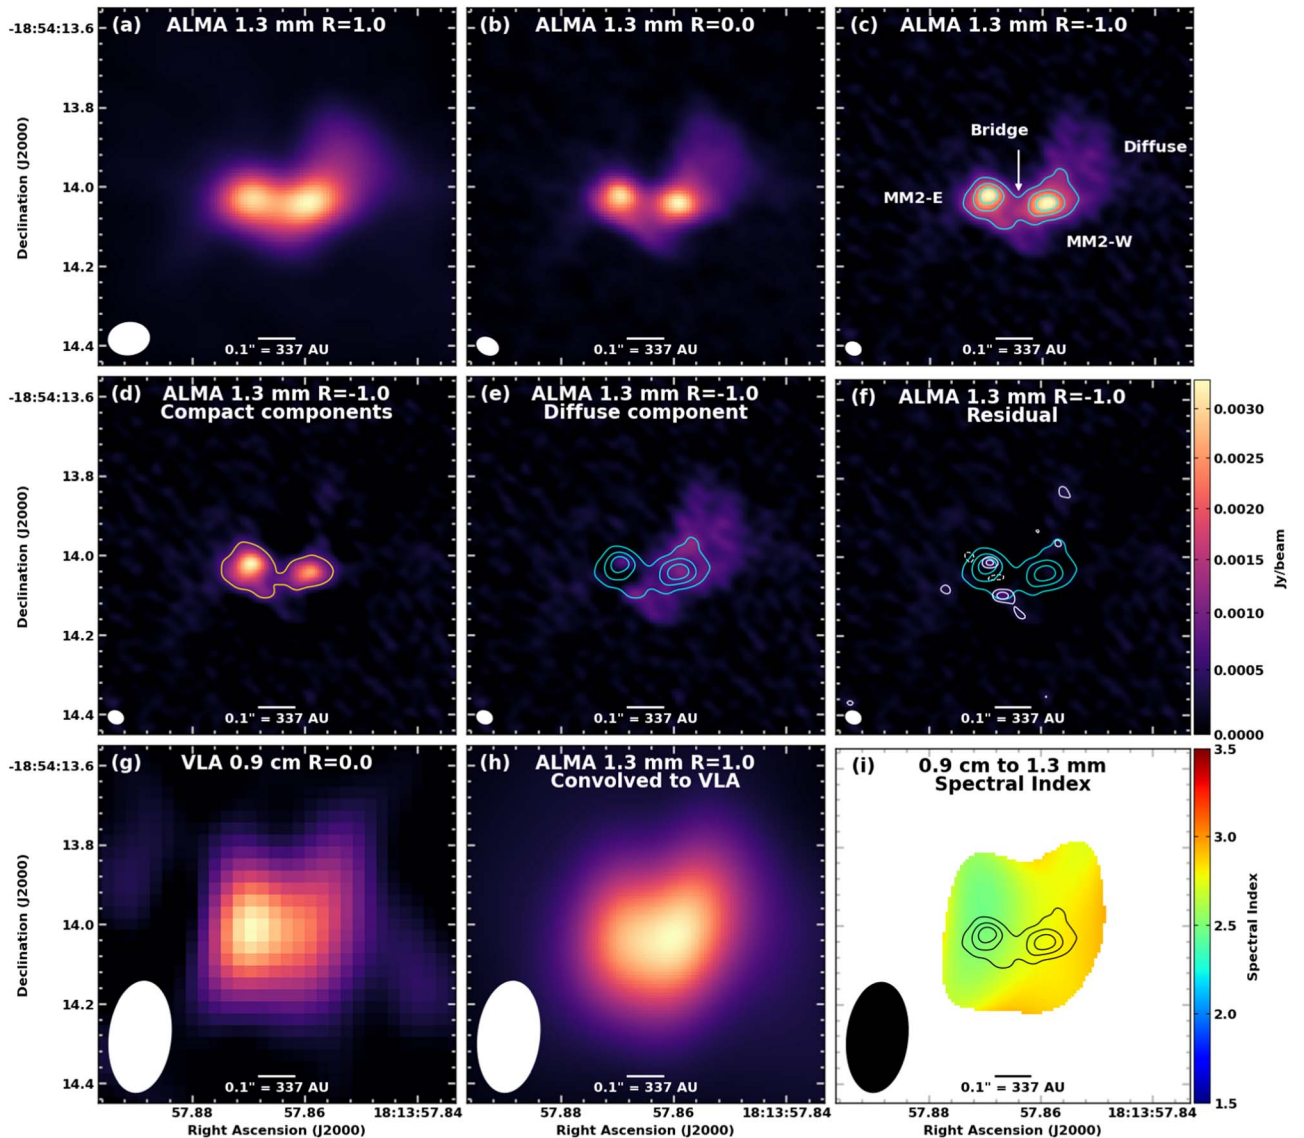 (a) ALMA 1.3 mm R=1.0
(b) ALMA 1.3 mm R=0.0
(c) ALMA 1.3 mm R=-1.0
-18:54:13.6
13.8
14.0
14.2
14.4
Declination (J2000)
Bridge
Diffuse
MM2-E
MM2-W
0.1" = 337 AU
0.1" = 337 AU
0.1" = 337 AU
(d) ALMA 1.3 mm R=-1.0
Compact components
(e) ALMA 1.3 mm R=-1.0
Diffuse component
(f) ALMA 1.3 mm R=-1.0
Residual
-18:54:13.6
13.8
14.0
14.2
14.4
Declination (J2000)
0.1" = 337 AU
0.1" = 337 AU
0.1" = 337 AU
0.0030
0.0025
0.0020
0.0015
0.0010
0.0005
0.0000
Jy/beam
(g) VLA 0.9 cm R=0.0
(h) ALMA 1.3 mm R=1.0
Convolved to VLA
(i) 0.9 cm to 1.3 mm
Spectral Index
-18:54:13.6
13.8
14.0
14.2
14.4
Declination (J2000)
0.1" = 337 AU
0.1" = 337 AU
0.1" = 337 AU
3.5
3.0
2.5
2.0
1.5
Spectral Index
57.88
57.86
18:13:57.84
57.88
57.86
18:13:57.84
57.88
57.86
18:13:57.84
Right Ascension (J2000)
Right Ascension (J2000)
Right Ascension (J2000)